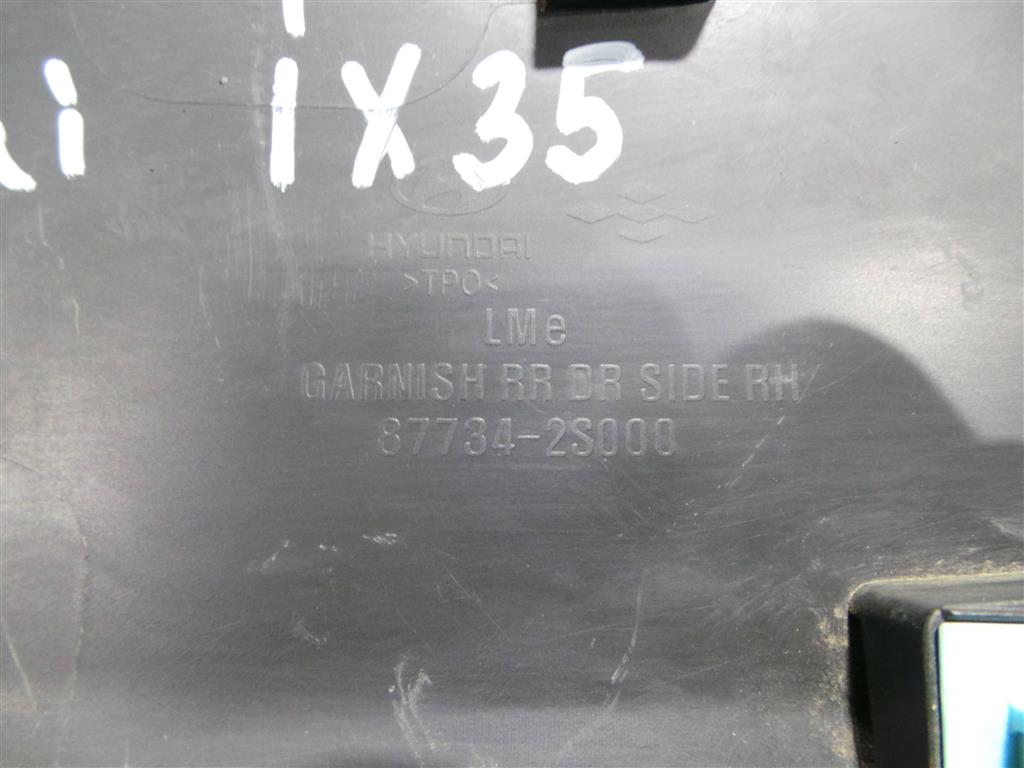 IX35
HYUNDAI
>TPO<
LMe
GARNISH RR DR SIDE RH
87734-2S000